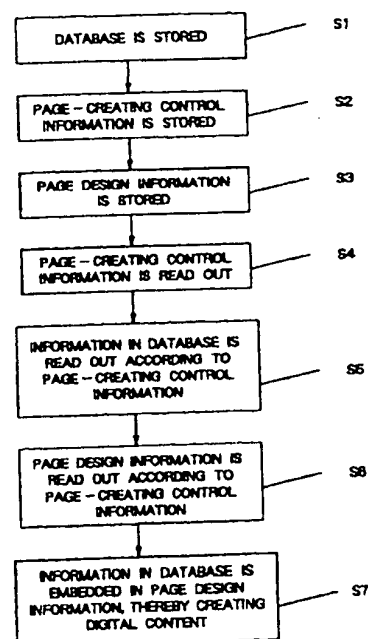 DATABASE IS STORED
S1
PAGE-CREATING CONTROL
INFORMATION IS STORED
S2
PAGE DESIGN INFORMATION
IS STORED
S3
PAGE-CREATING CONTROL
INFORMATION IS READ OUT
S4
INFORMATION IN DATABASE IS
READ OUT ACCORDING TO
PAGE-CREATING CONTROL
INFORMATION
S5
PAGE DESIGN INFORMATION IS
READ OUT ACCORDING TO
PAGE-CREATING CONTROL
INFORMATION
S6
INFORMATION IN DATABASE IS
EMBEDDED IN PAGE DESIGN
INFORMATION, THEREBY CREATING
DIGITAL CONTENT
S7